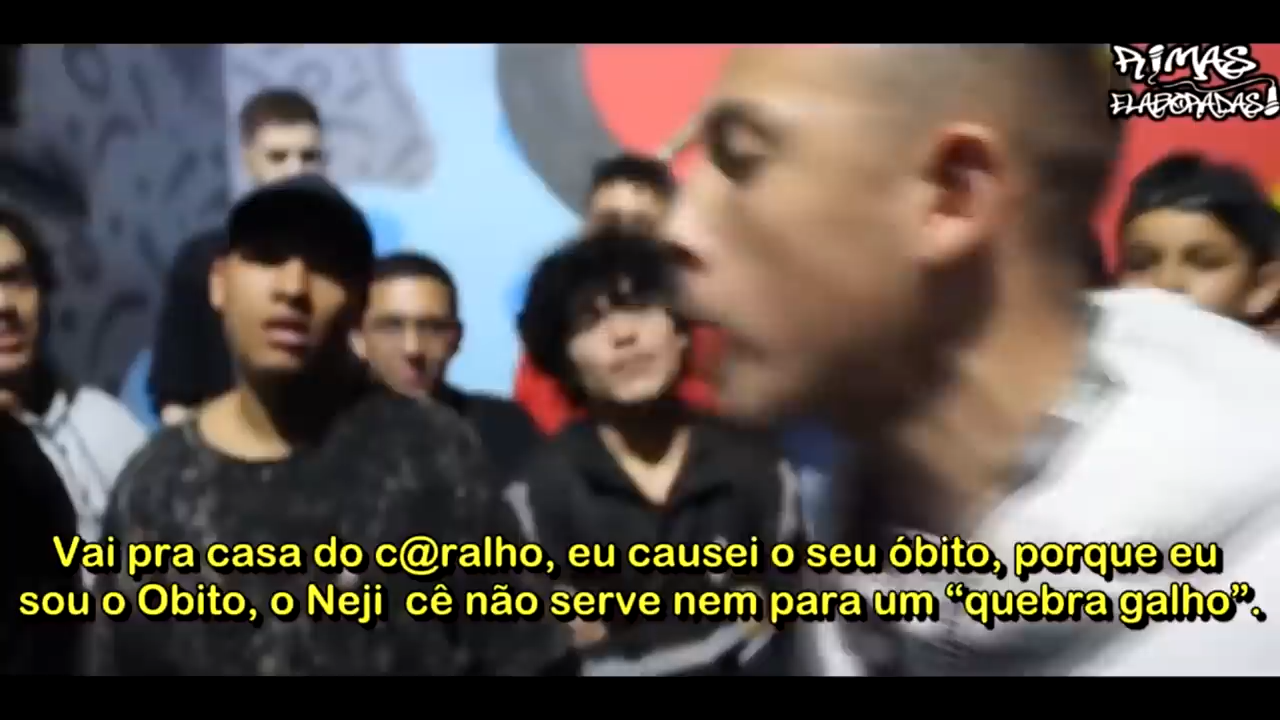 RIMAS
ELABORADAS!
Vai pra casa do c@ralho, eu causei o seu óbito, porque eu
sou o Obito, o Neji cê não serve nem para um “quebra galho”.